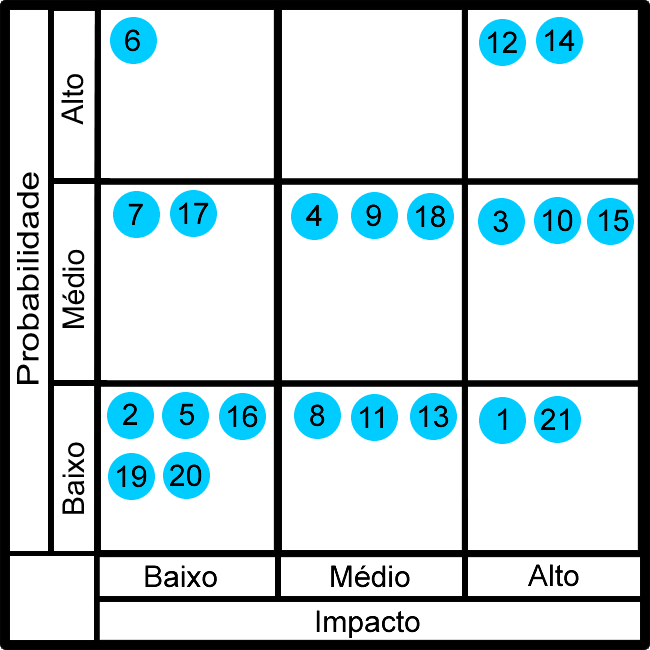 Probabilidade
Alto
6
12 14
Médio
7 17
4 9 18
3 10 15
Baixo
2 5 16
19 20
8 11 13
1 21
Baixo
Médio
Alto
Impacto